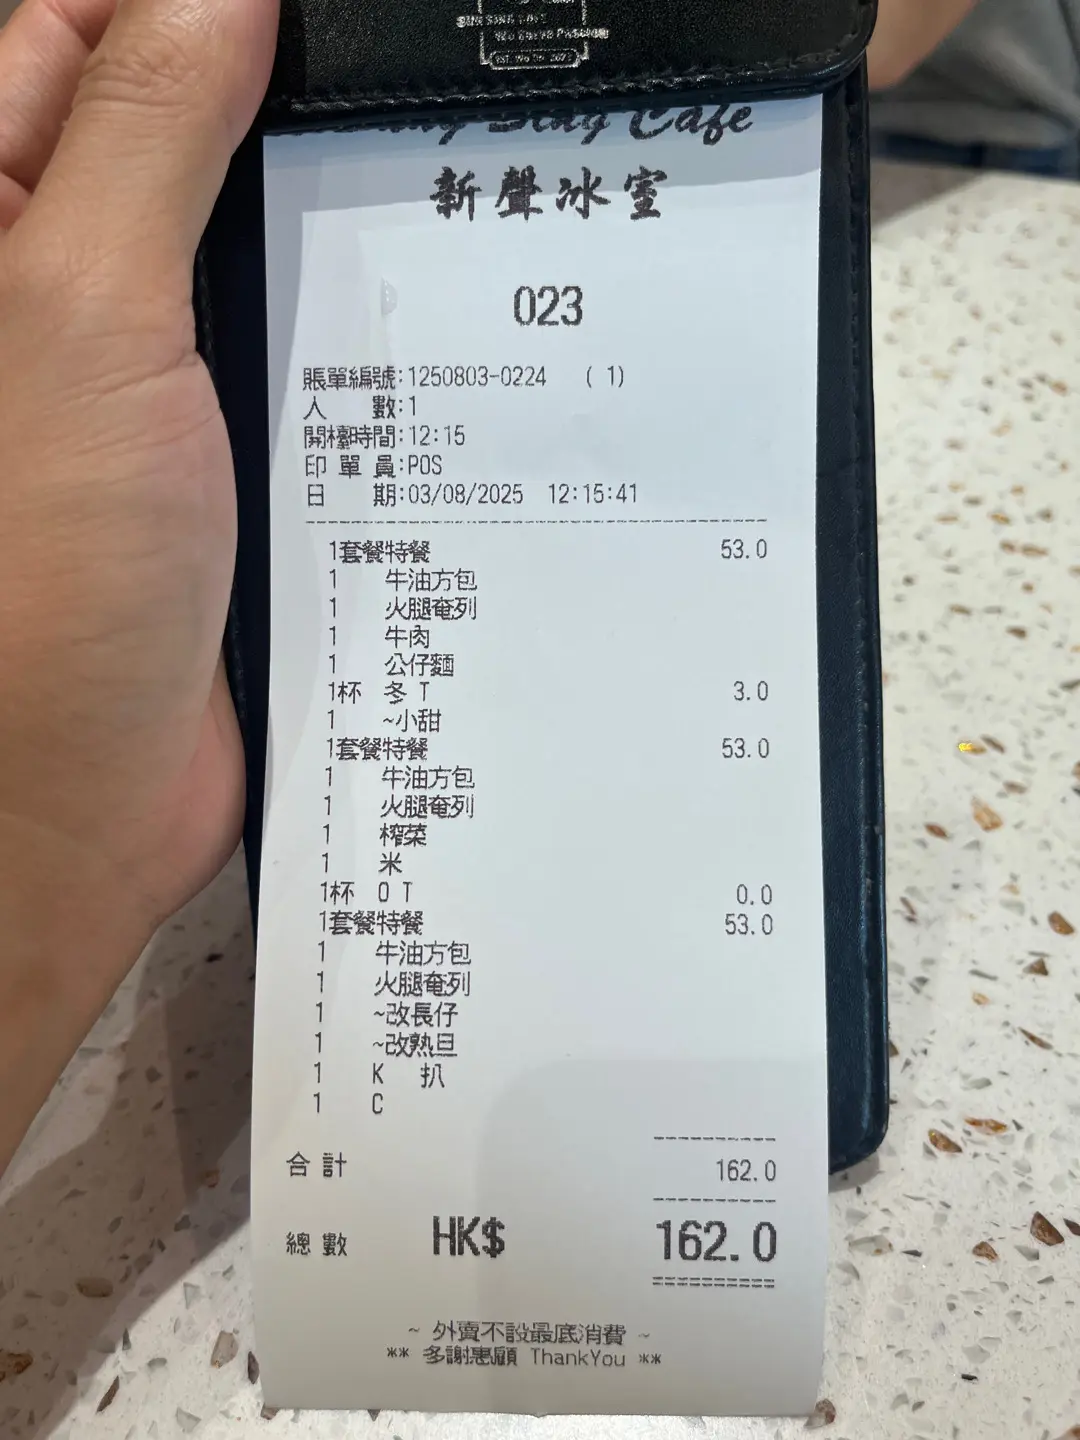 We Serve Passion
Sing Cafe
新聲冰室
023
賬單編號:1250803-0224 ( 1)
人 數:1
開檯時間:12:15
印 單 員:POS
日 期:03/08/2025 12:15:41
1套餐特餐 53.0
1 牛油方包
1 火腿奄列
1 牛肉
1 公仔麵
1杯 冬 T 3.0
1 ~小甜
1套餐特餐 53.0
1 牛油方包
1 火腿奄列
1 榨菜
1 米
1杯 O T 0.0
1套餐特餐 53.0
1 牛油方包
1 火腿奄列
1 ~改長仔
1 ~改熟旦
1 K 扒
1 C
合 計 162.0
總 數 HK$ 162.0
~ 外賣不設最底消費 ~
** 多謝惠顧 ThankYou **